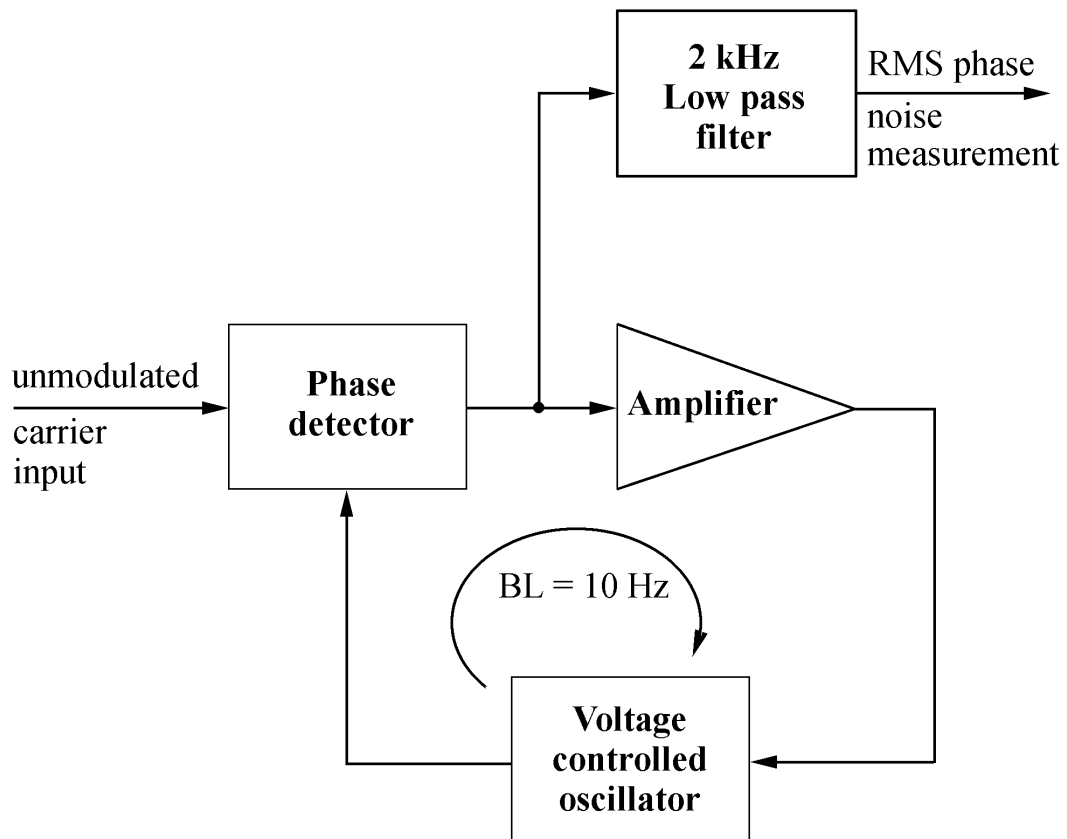 2 kHz
Low pass
filter
RMS phase
noise
measurement
unmodulated
carrier
input
Phase
detector
Amplifier
BL = 10 Hz
Voltage
controlled
oscillator